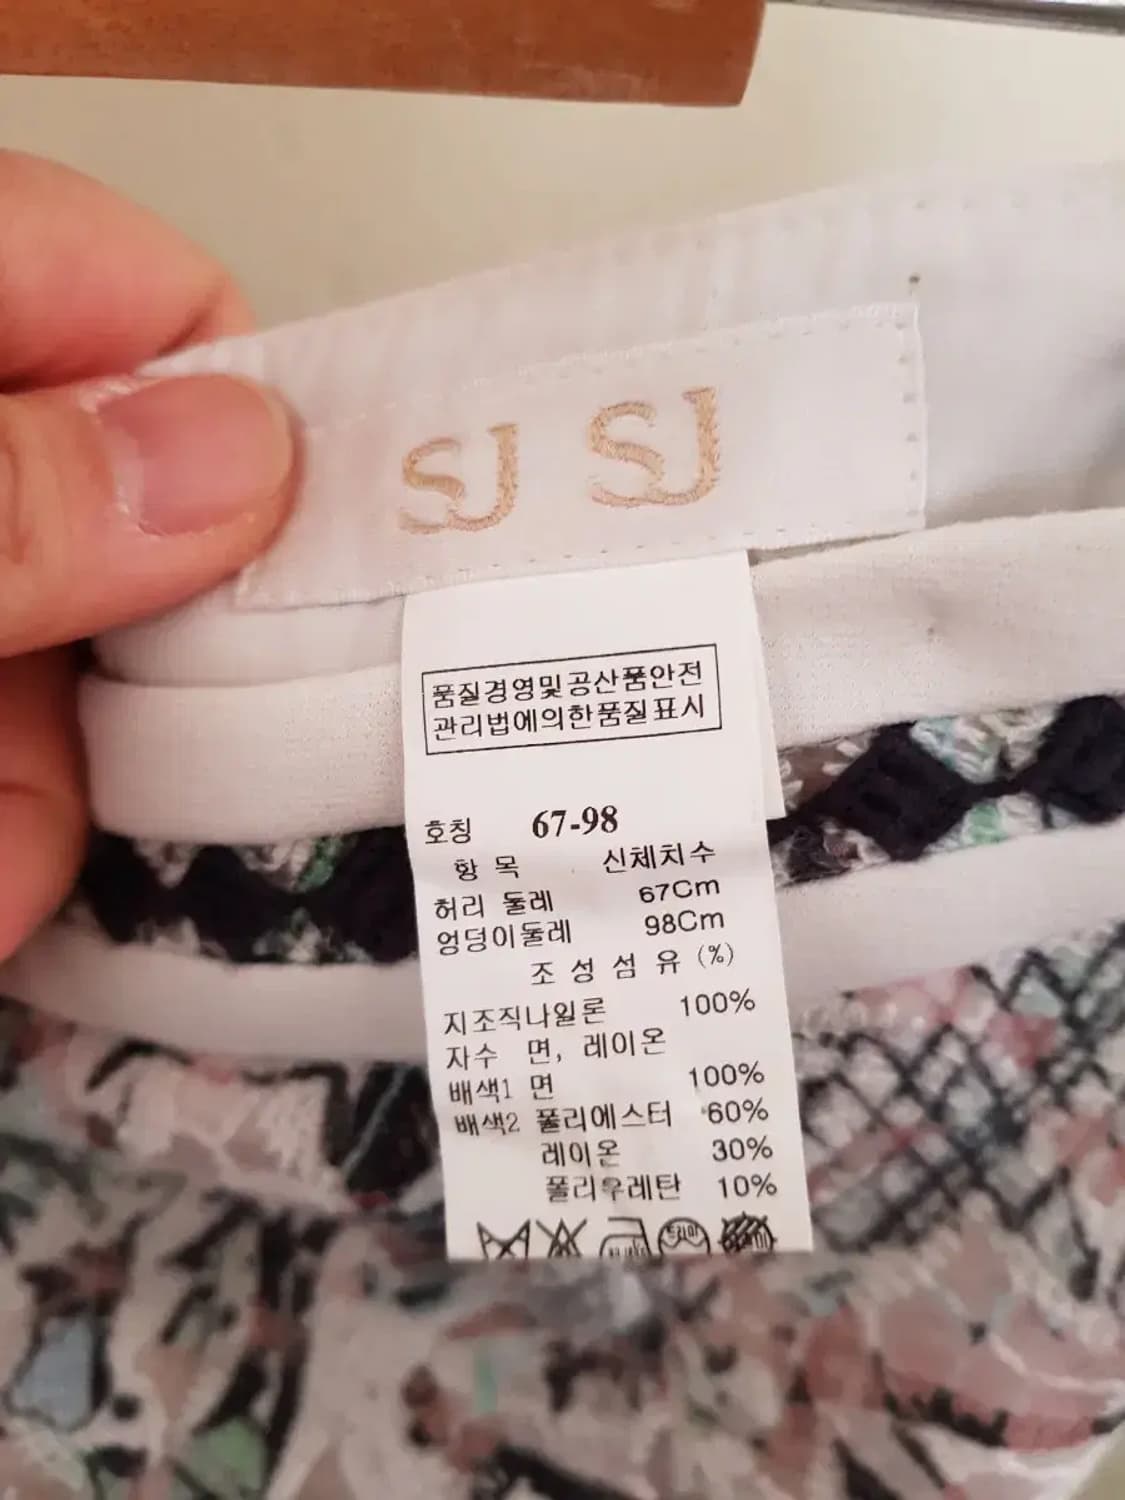 SJ SJ
품질경영및공산품안전
관리법에의한품질표시
호칭 67-98
항 목 신체치수
허리 둘레 67Cm
엉덩이둘레 98Cm
조 성 섬 유 (%)
지조직나일론 100%
자수 면, 레이온
배색1 면 100%
배색2 폴리에스터 60%
레이온 30%
폴리우레탄 10%
드라이